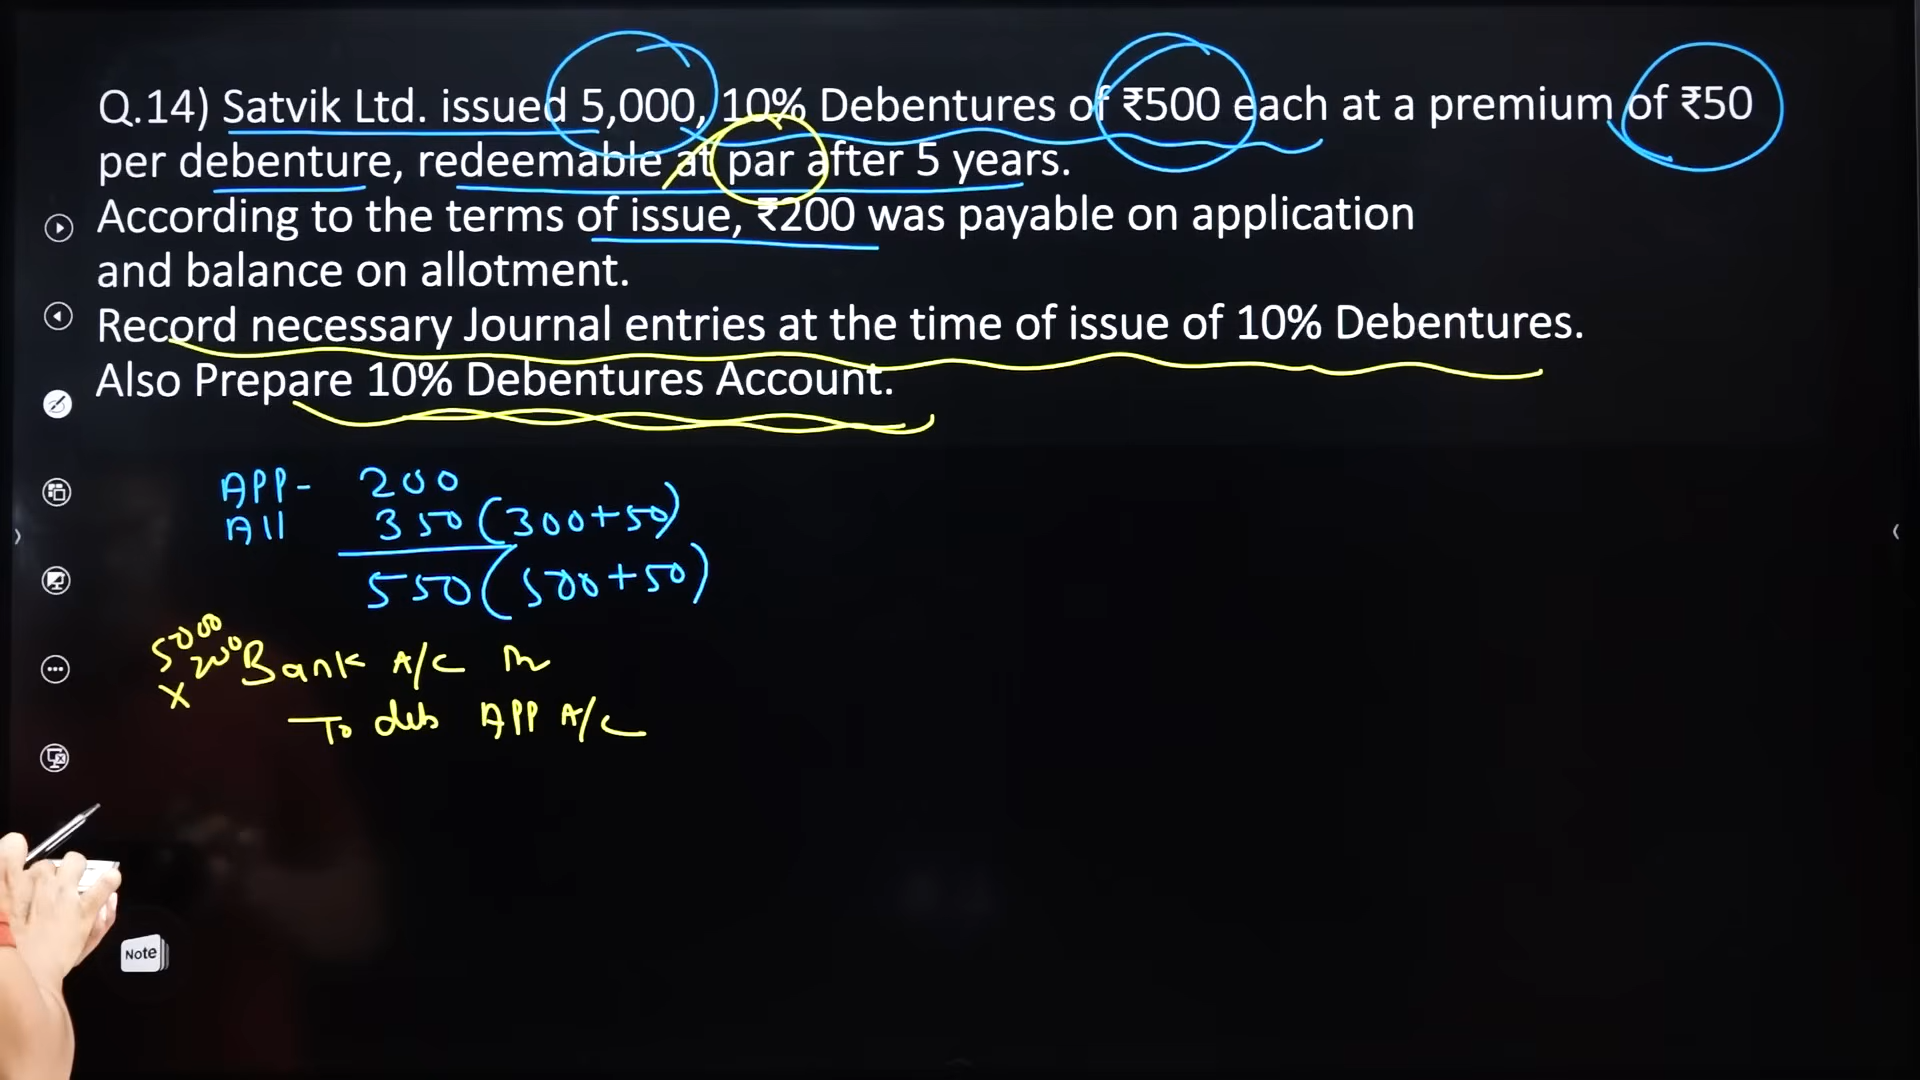 Q.14) Satvik Ltd. issued 5,000, 10% Debentures of ₹500 each at a premium of ₹50
per debenture, redeemable at par after 5 years.
According to the terms of issue, ₹200 was payable on application
and balance on allotment.
Record necessary Journal entries at the time of issue of 10% Debentures.
Also Prepare 10% Debentures Account.
APP - 200
All 350 (300+50)
550 (500+50)
5000
x 200
Bank A/C Dr
To deb APP A/C
Note